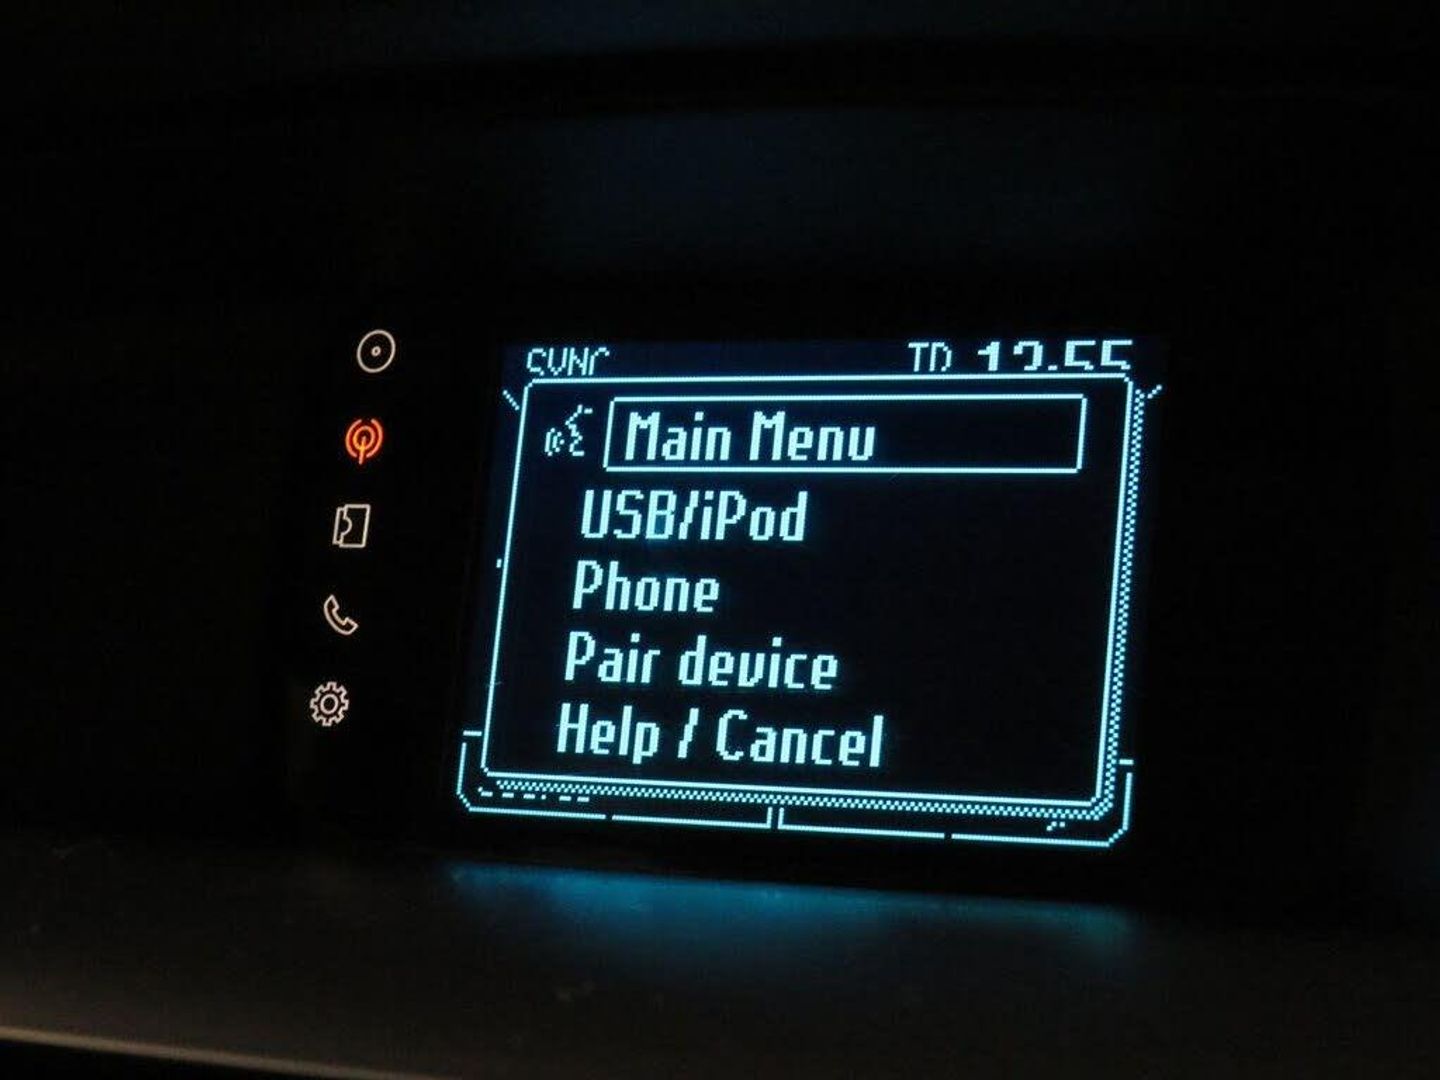 SYNC
Main Menu
USB/iPod
Phone
Pair device
Help / Cancel